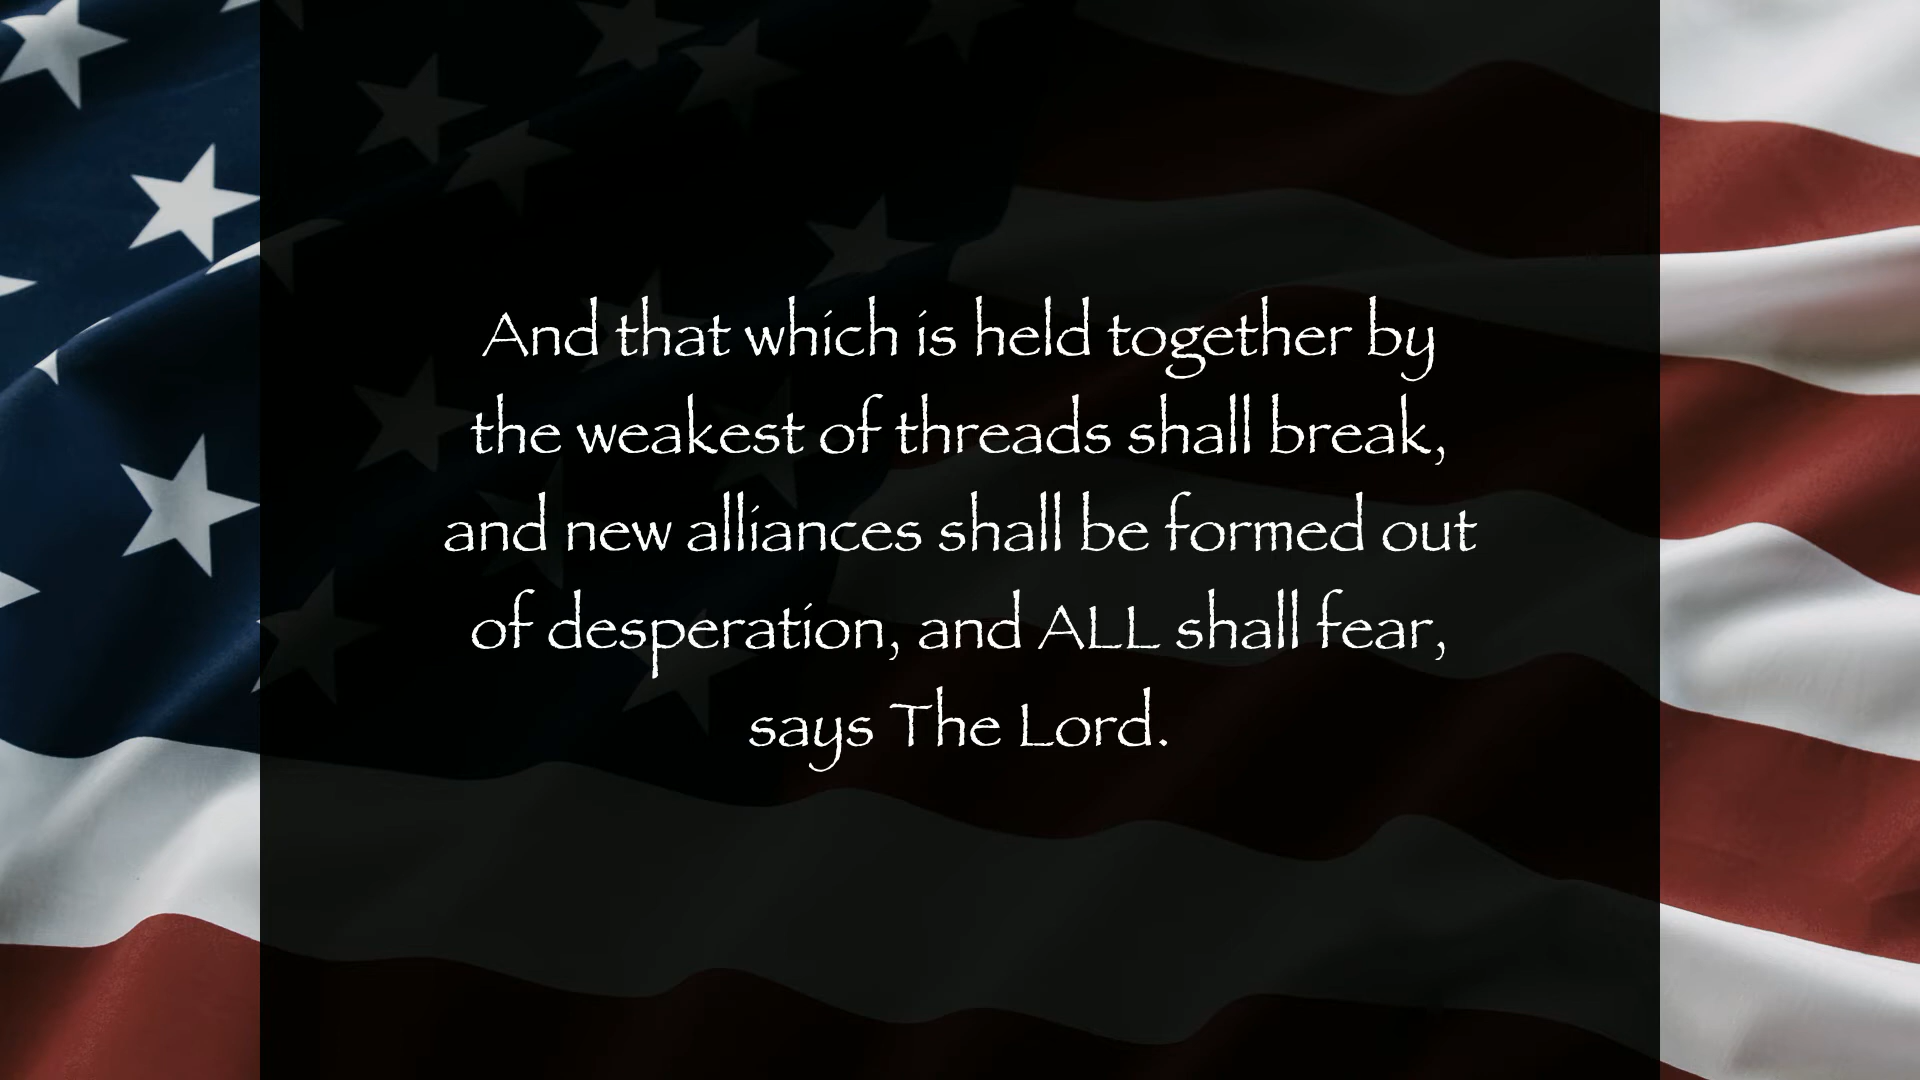 And that which is held together by
the weakest of threads shall break,
and new alliances shall be formed out
of desperation, and ALL shall fear,
says The Lord.